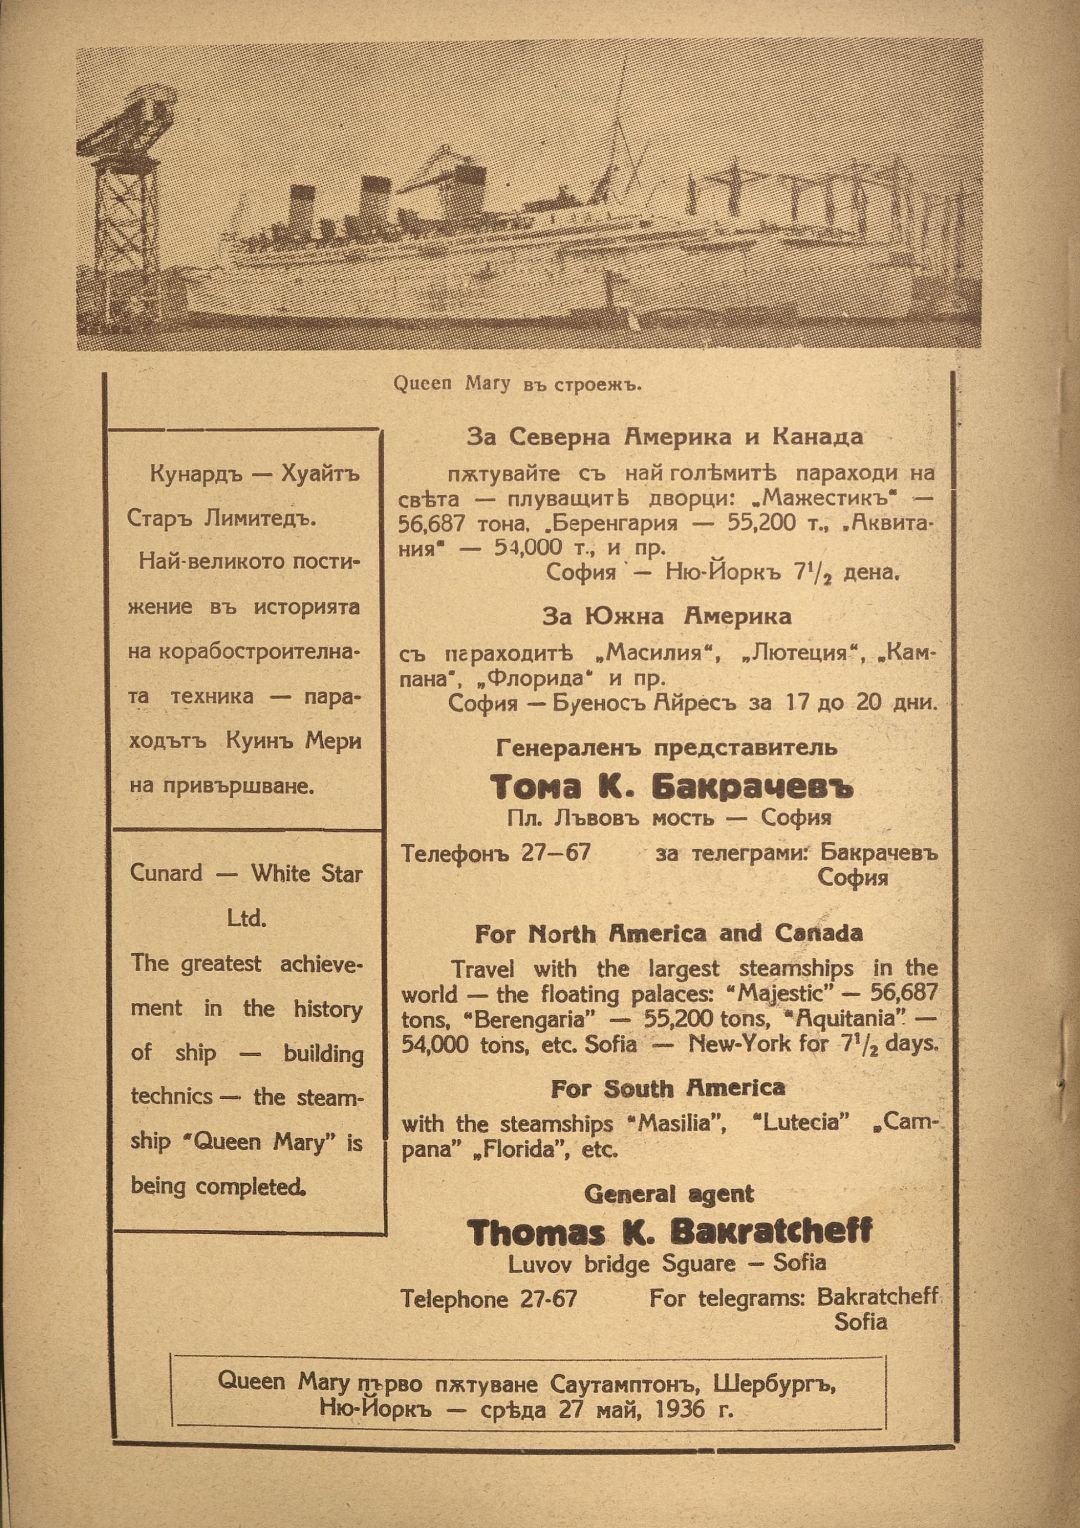 Queen Mary въ строежъ.
Кунардъ — Хуайтъ
Старъ Лимитедъ.
Най-великото пости-
жение въ историята
на корабостроителна-
та техника — пара-
ходътъ Куинъ Мери
на привършване.
Cunard — White Star
Ltd.
The greatest achieve-
ment in the history
of ship — building
technics — the steam-
ship “Queen Mary” is
being completed.
За Северна Америка и Канада
пѫтувайте съ най големитѣ параходи на
свѣта — плуващитѣ дворци: „Мажестикъ“ —
56,687 тона, „Беренгария — 55,200 т., „Аквита-
ния“ — 54,000 т., и пр.
София — Ню-Йоркъ 7½ дена.
За Южна Америка
съ параходитѣ „Масилия“, „Лютеция“, „Кам-
пана“, „Флорида“ и пр.
София — Буеносъ Айресъ за 17 до 20 дни.
Генераленъ представитель
Тома К. Бакрачевъ
Пл. Лъвовъ мость — София
Телефонъ 27—67 за телеграми: Бакрачевъ
София
For North America and Canada
Travel with the largest steamships in the
world — the floating palaces: “Majestic” — 56,687
tons, “Berengaria” — 55,200 tons, “Aquitania” —
54,000 tons, etc. Sofia — New-York for 7½ days.
For South America
with the steamships “Masilia”, “Lutecia” „Cam-
pana” „Florida”, etc.
General agent
Thomas K. Bakratcheff
Luvov bridge Sguare — Sofia
Telephone 27-67 For telegrams: Bakratcheff
Sofia
Queen Mary първо пѫтуване Саутамптонъ, Шербургъ,
Ню-Йоркъ — срѣда 27 май, 1936 г.